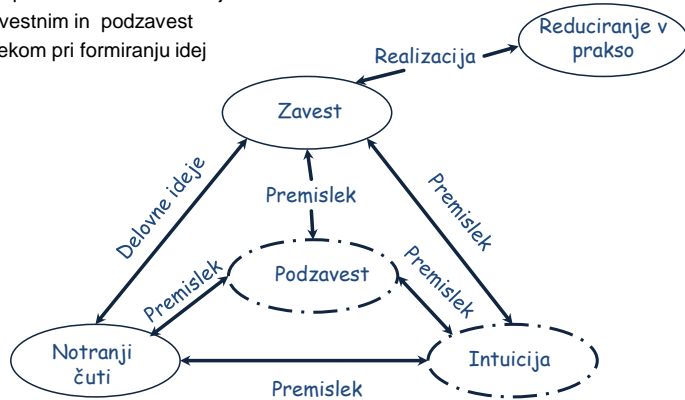 vestnim in podzavest
ekom pri formiranju idej
Reduciranje v
prakso
Realizacija
Zavest
Delovne ideje
Premislek
Premislek
Podzavest
Premislek
Premislek
Notranji
čuti
Intuicija
Premislek